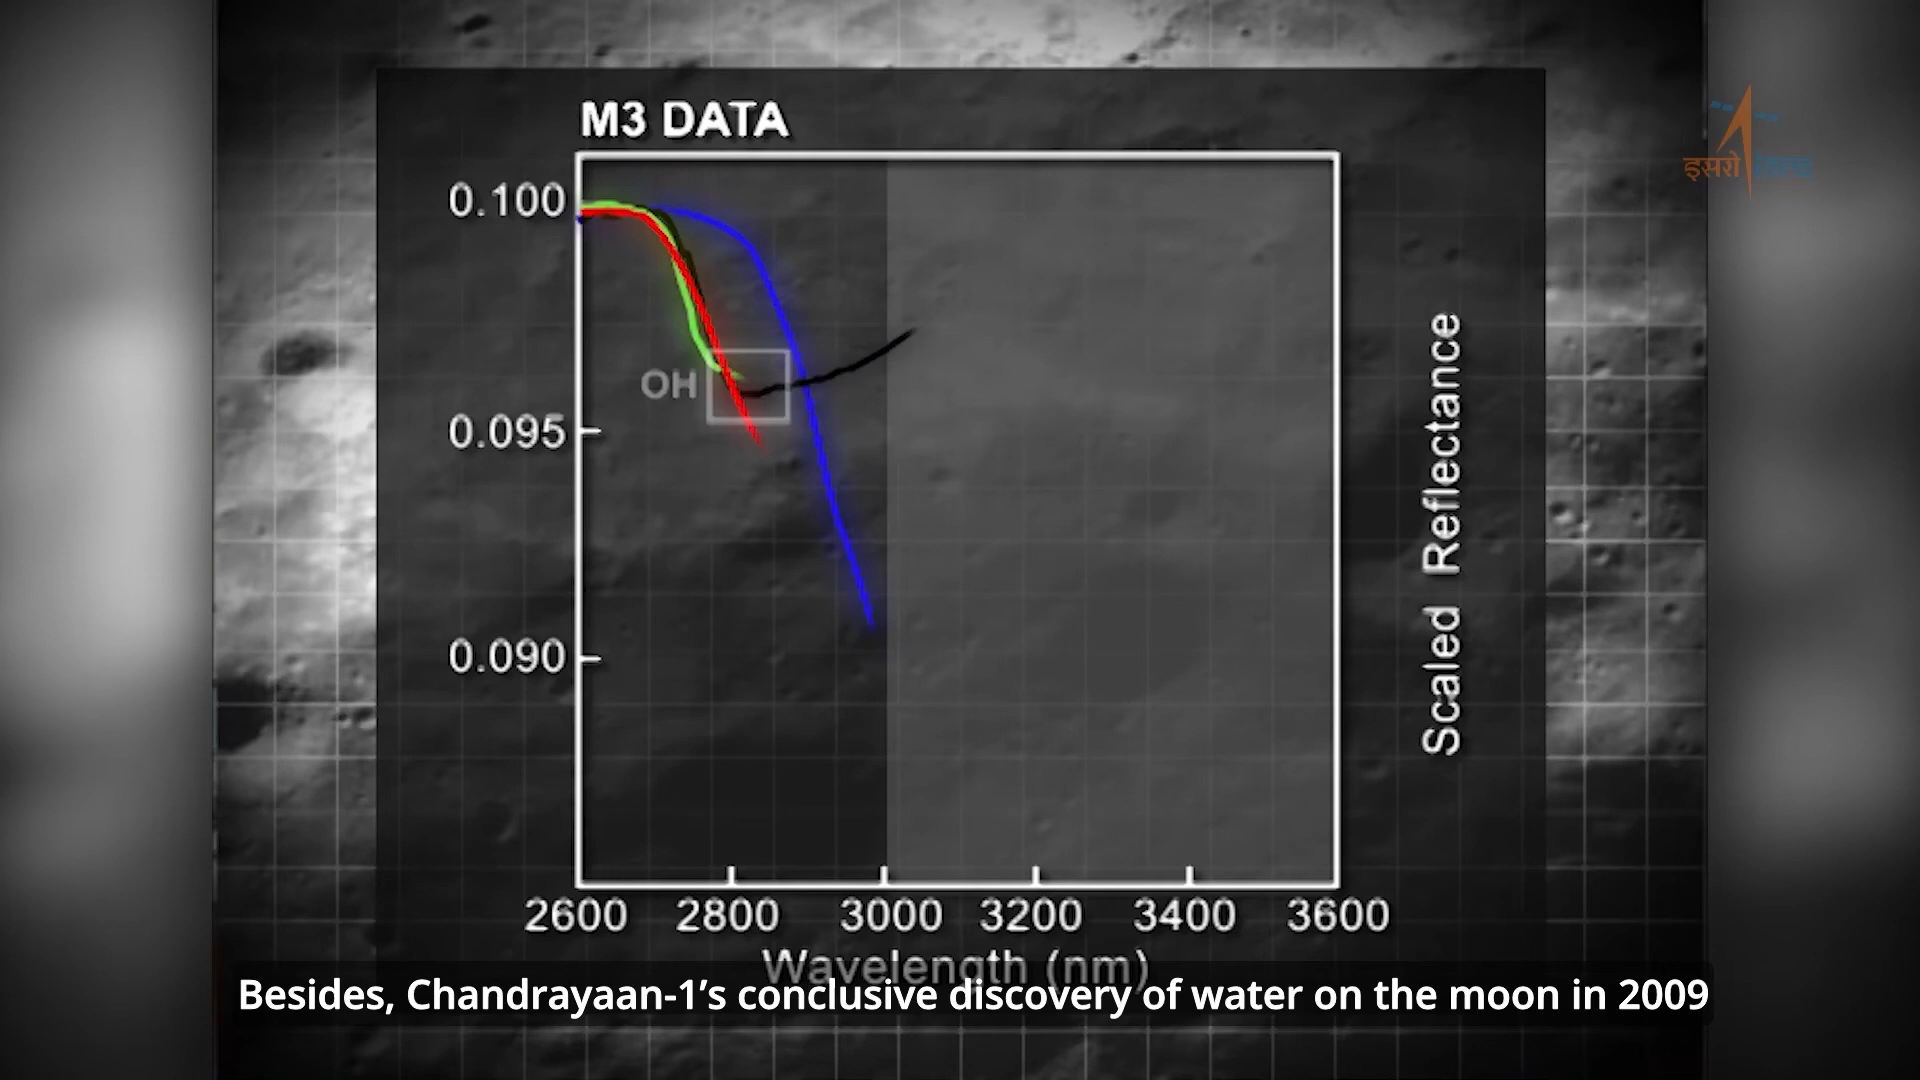 M3 DATA
0.100
0.095
0.090
OH
2600 2800 3000 3200 3400 3600
Wavelength (nm)
Scaled Reflectance
इसरो
Besides, Chandrayaan-1’s conclusive discovery of water on the moon in 2009